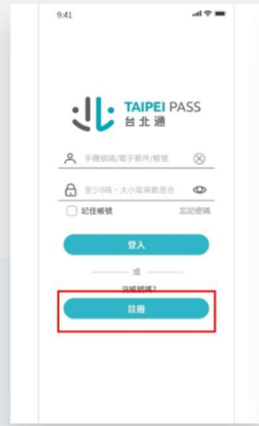 9:41
TAIPEI PASS
台北通
手機號碼/電子郵件/帳號
至少8碼、大小寫英數混合
記住帳號
忘記密碼
登入
或
沒帳號嗎?
註冊